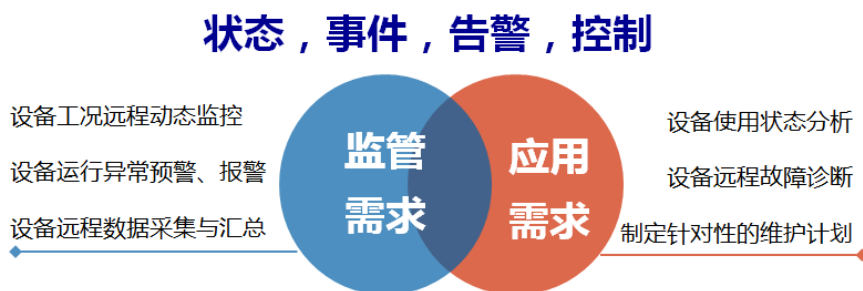 状态，事件，告警，控制
设备工况远程动态监控
设备运行异常预警、报警
设备远程数据采集与汇总
监管
需求
应用
需求
设备使用状态分析
设备远程故障诊断
制定针对性的维护计划